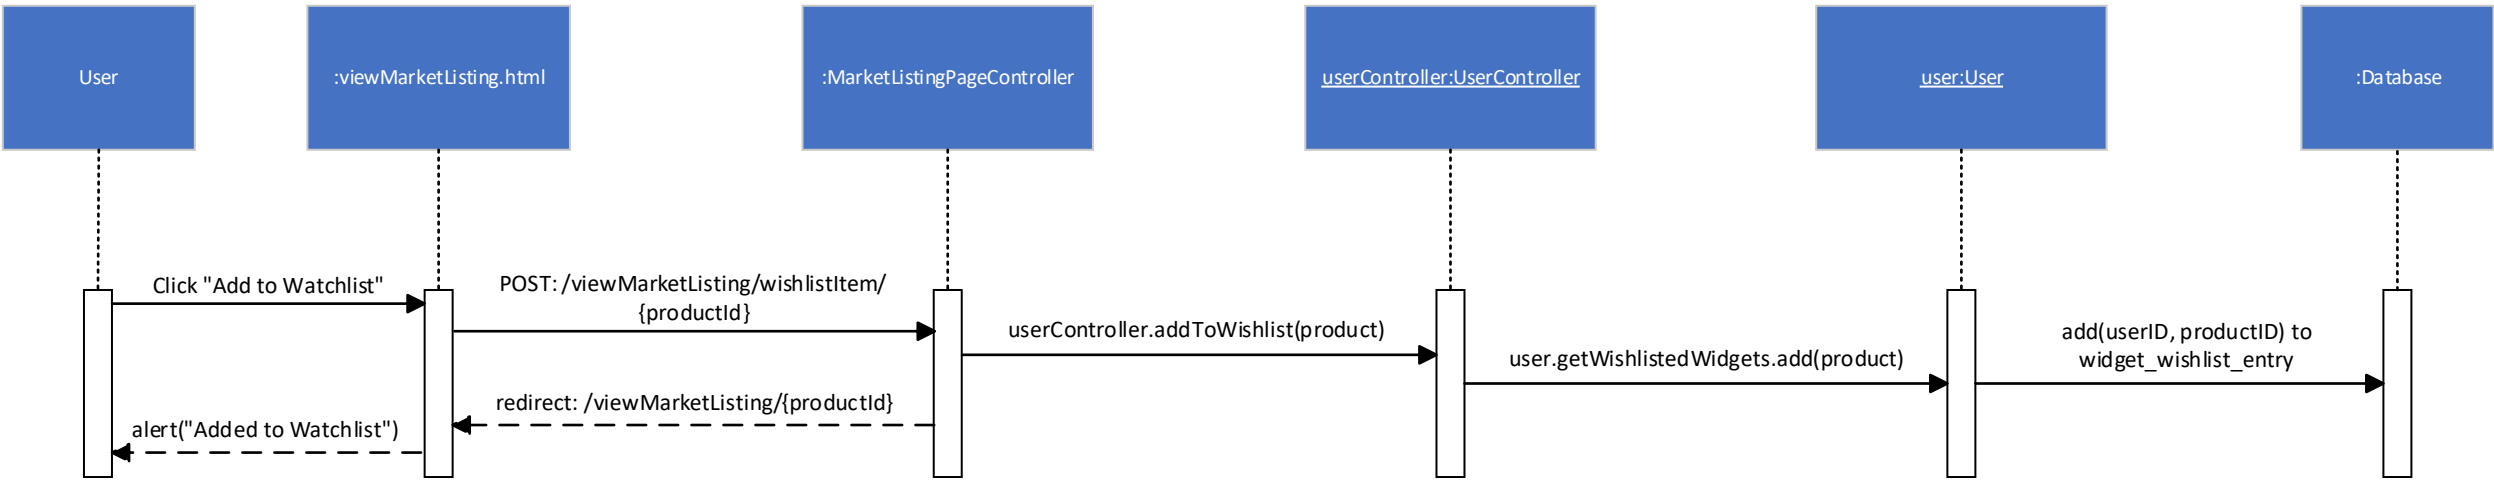 User
:viewMarketListing.html
:MarketListingPageController
userController:UserController
user:User
:Database
Click "Add to Watchlist"
POST: /viewMarketListing/wishlistItem/
{productId}
userController.addToWishlist(product)
user.getWishlistedWidgets.add(product)
add(userID, productID) to
widget_wishlist_entry
redirect: /viewMarketListing/{productId}
alert("Added to Watchlist")